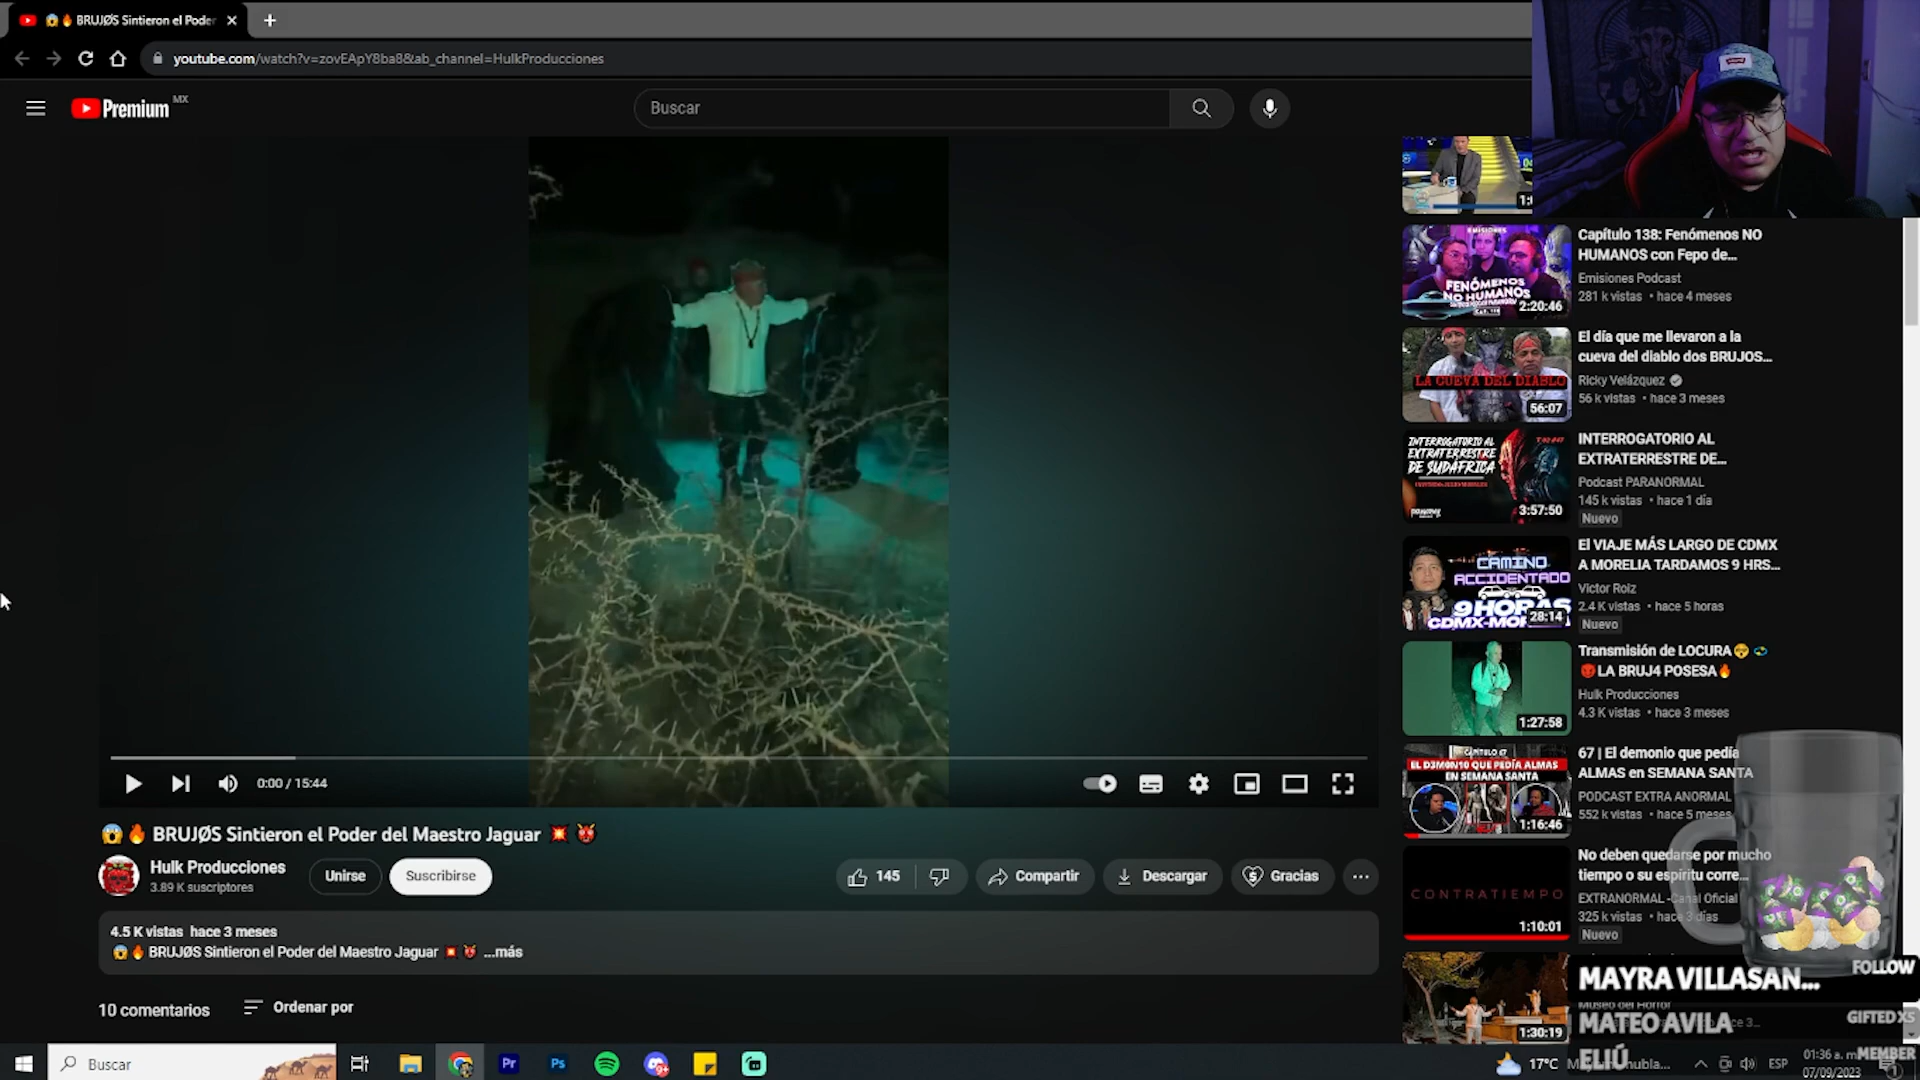 BRUJØS Sintieron el Poder
youtube.com/watch?v=zovEApY8ba8&ab_channel=HulkProducciones
Premium MX
Buscar
FENÓMENOS
NO HUMANOS
2:20:46
Capítulo 138: Fenómenos NO
HUMANOS con Fepo de...
Emisiones Podcast
281 k vistas • hace 4 meses
LA CUEVA DEL DIABLO
56:07
El día que me llevaron a la
cueva del diablo dos BRUJOS...
Ricky Velázquez
56 k vistas • hace 3 meses
INTERROGATORIO AL
EXTRATERRESTRE
DE SUDÁFRICA
3:57:50
INTERROGATORIO AL
EXTRATERRESTRE DE...
Podcast PARANORMAL
145 k vistas • hace 1 día
Nuevo
CAMINO
ACCIDENTADO
9 HORAS
CDMX-MOR
28:14
El VIAJE MÁS LARGO DE CDMX
A MORELIA TARDAMOS 9 HRS...
Victor Roiz
2.4 K vistas • hace 5 horas
Nuevo
1:27:58
Transmisión de LOCURA
LA BRUJ4 POSESA
Hulk Producciones
4.3 K vistas • hace 3 meses
CAPÍTULO 67
EL D3M0N10 QUE PEDÍA ALMAS
EN SEMANA SANTA
1:16:46
67 | El demonio que pedía
ALMAS en SEMANA SANTA
PODCAST EXTRA ANORMAL
552 k vistas • hace 5 meses
CONTRATIEMPO
1:10:01
No deben quedarse por mucho
tiempo o su espíritu corre...
EXTRANORMAL - Canal Oficial
325 k vistas • hace 3 días
Nuevo
1:30:19
Museo del Horror
0:00 / 15:44
BRUJØS Sintieron el Poder del Maestro Jaguar
Hulk Producciones
3.89 K suscriptores
Unirse
Suscribirse
145
Compartir
Descargar
Gracias
4.5 K vistas hace 3 meses
BRUJØS Sintieron el Poder del Maestro Jaguar ...más
10 comentarios
Ordenar por
MAYRA VILLASAN... FOLLOW
MATEO AVILA GIFTED X5
ELIÚ MEMBER
Buscar
Pr
Ps
17°C
ESP
01:36 a. m.
07/09/2023